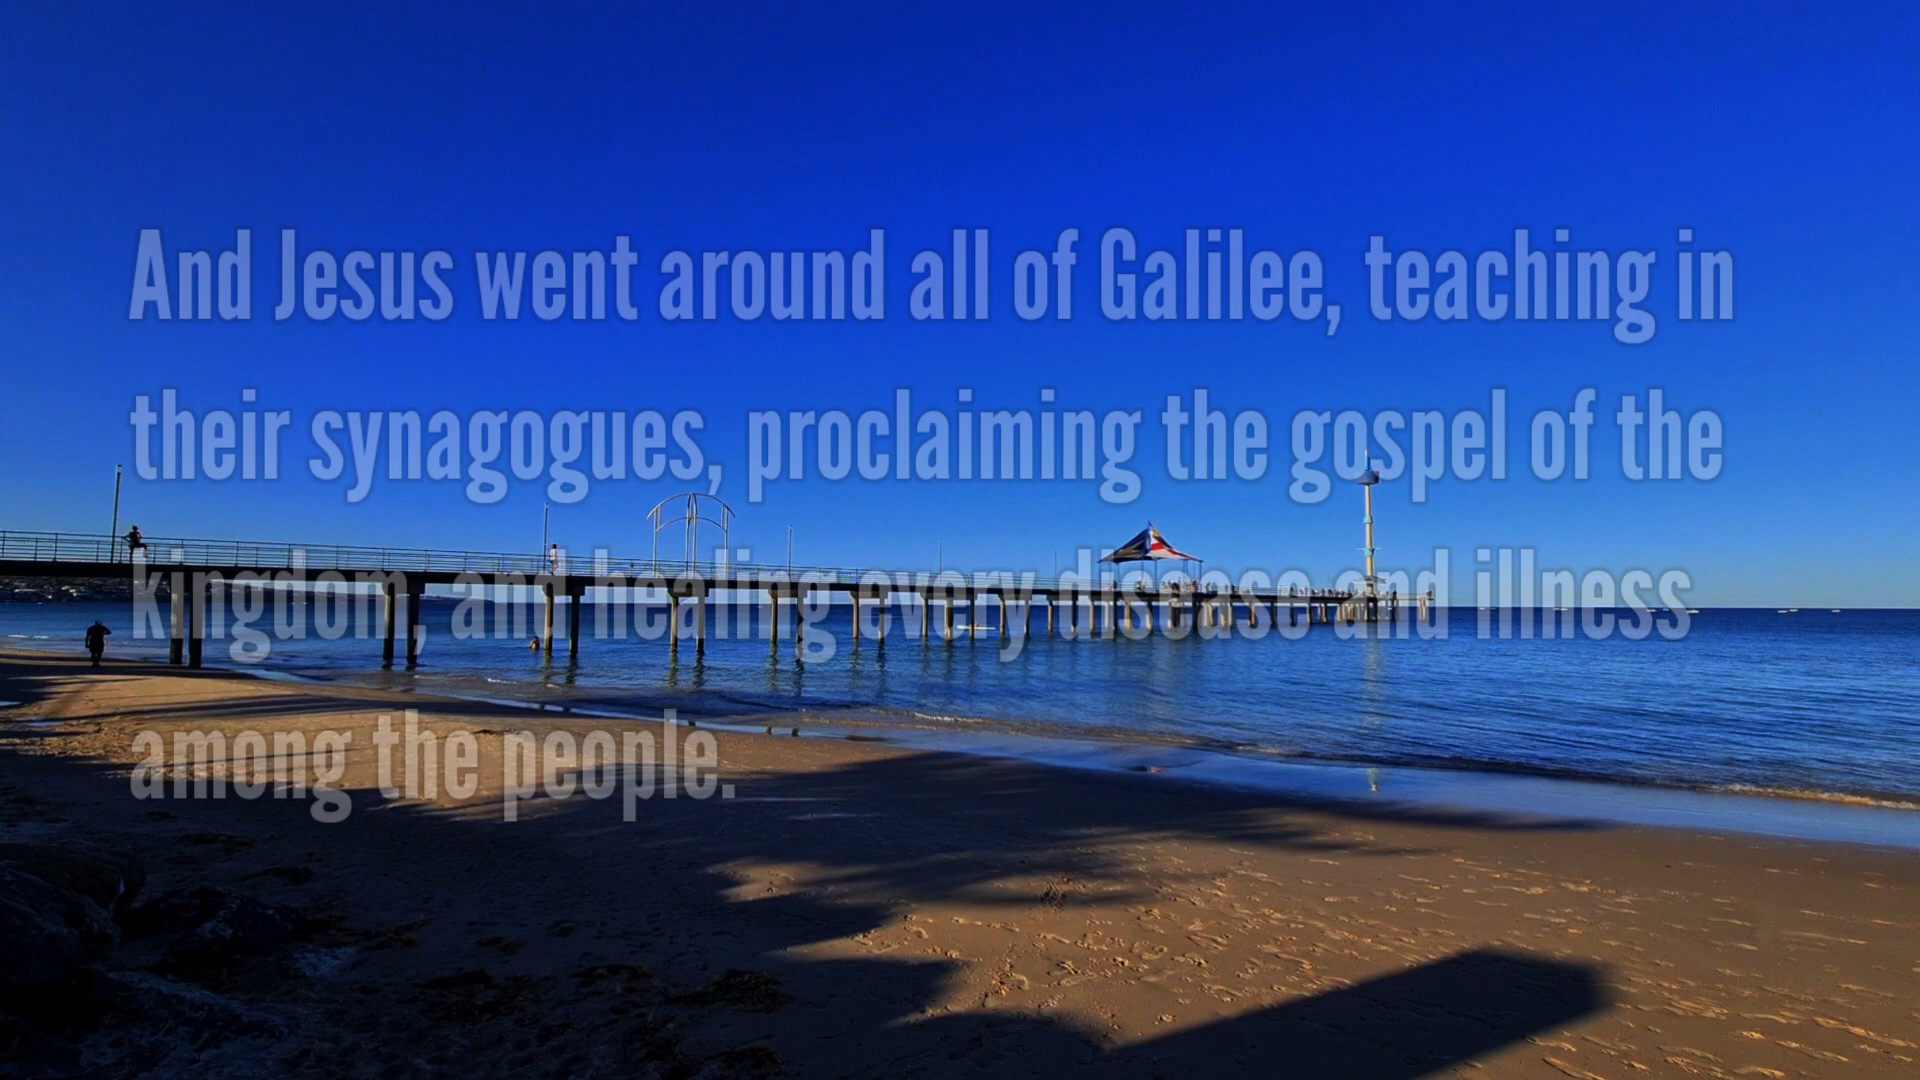 And Jesus went around all of Galilee, teaching in
their synagogues, proclaiming the gospel of the
kingdom, and healing every disease and illness
among the people.